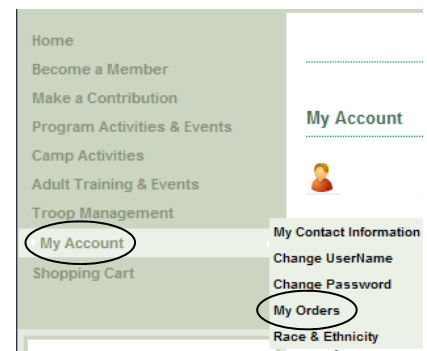 Home
Become a Member
Make a Contribution
Program Activities & Events
Camp Activities
Adult Training & Events
Troop Management
My Account
Shopping Cart
My Account
My Contact Information
Change UserName
Change Password
My Orders
Race & Ethnicity